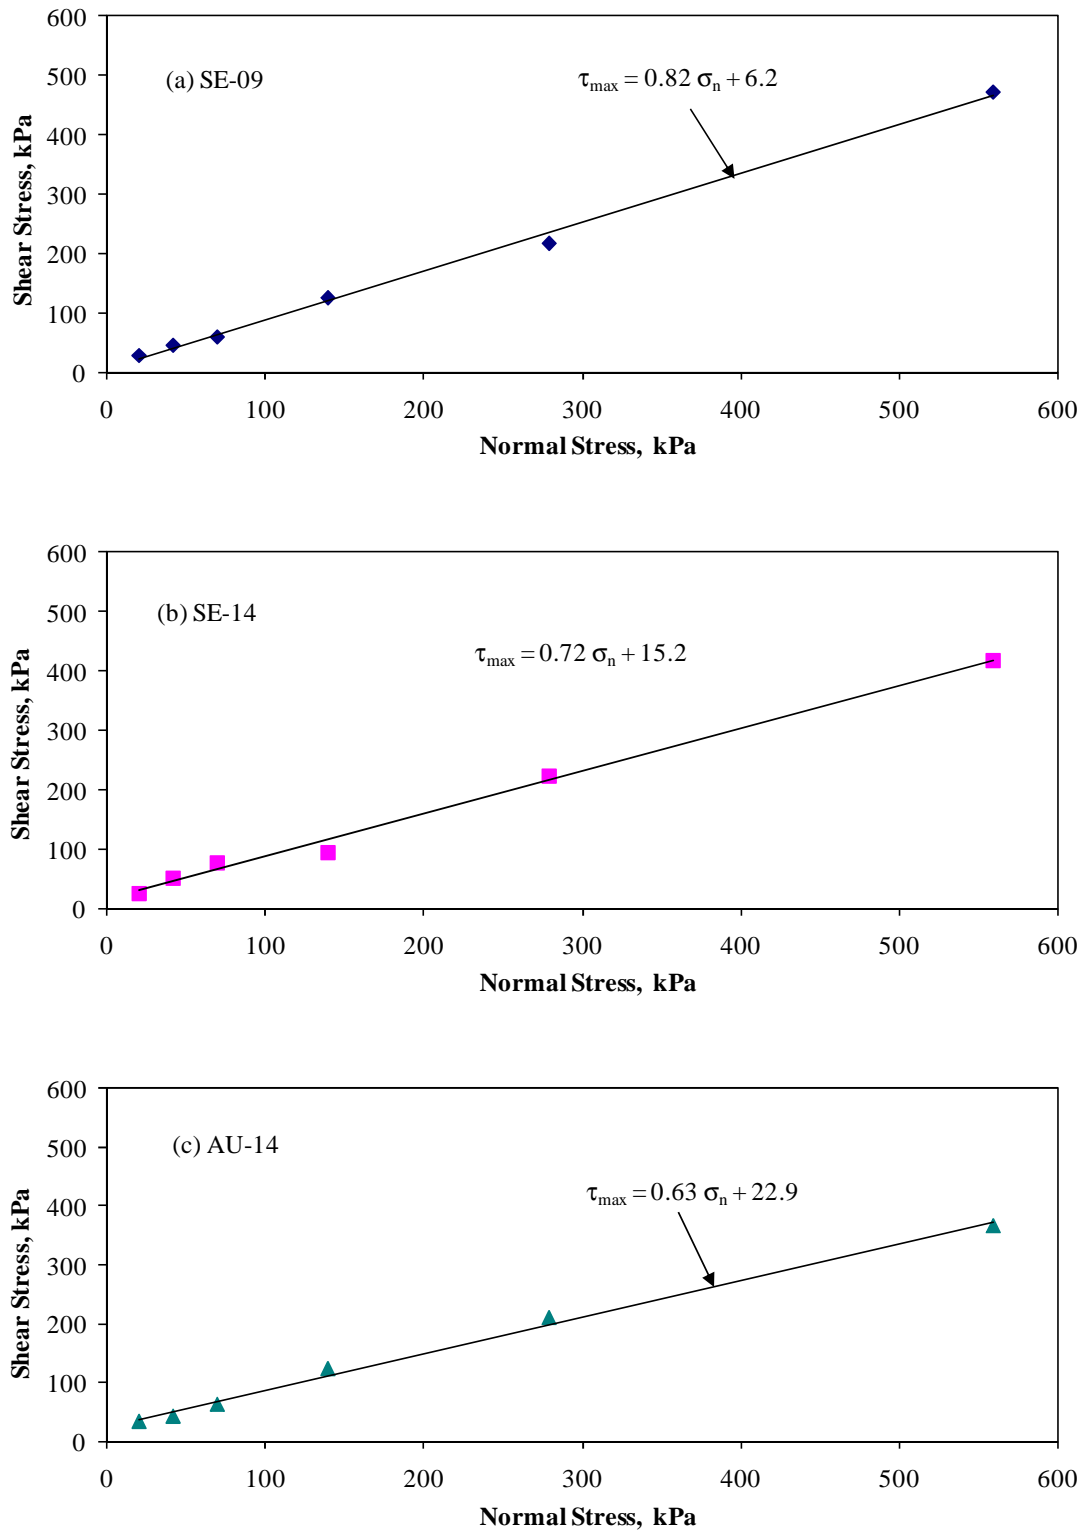 600
500
400
300
200
100
0
Shear Stress, kPa
(a) SE-09
τmax = 0.82 σn + 6.2
0 100 200 300 400 500 600
Normal Stress, kPa
600
500
400
300
200
100
0
Shear Stress, kPa
(b) SE-14
τmax = 0.72 σn + 15.2
0 100 200 300 400 500 600
Normal Stress, kPa
600
500
400
300
200
100
0
Shear Stress, kPa
(c) AU-14
τmax = 0.63 σn + 22.9
0 100 200 300 400 500 600
Normal Stress, kPa